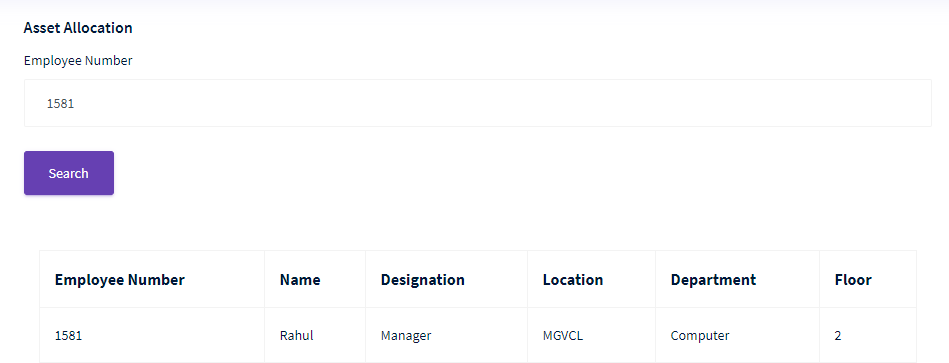 Asset Allocation
Employee Number
1581
Search
Employee Number Name Designation Location Department Floor
1581 Rahul Manager MGVCL Computer 2